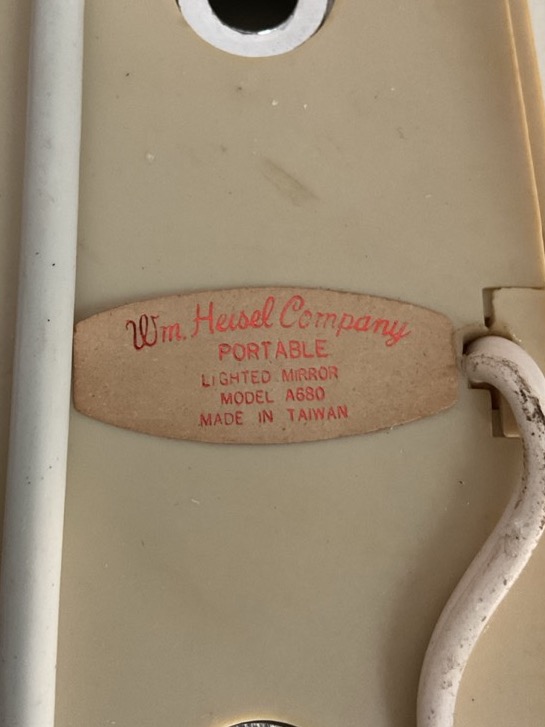 Wm. Heisel Company
PORTABLE
LIGHTED MIRROR
MODEL A680
MADE IN TAIWAN